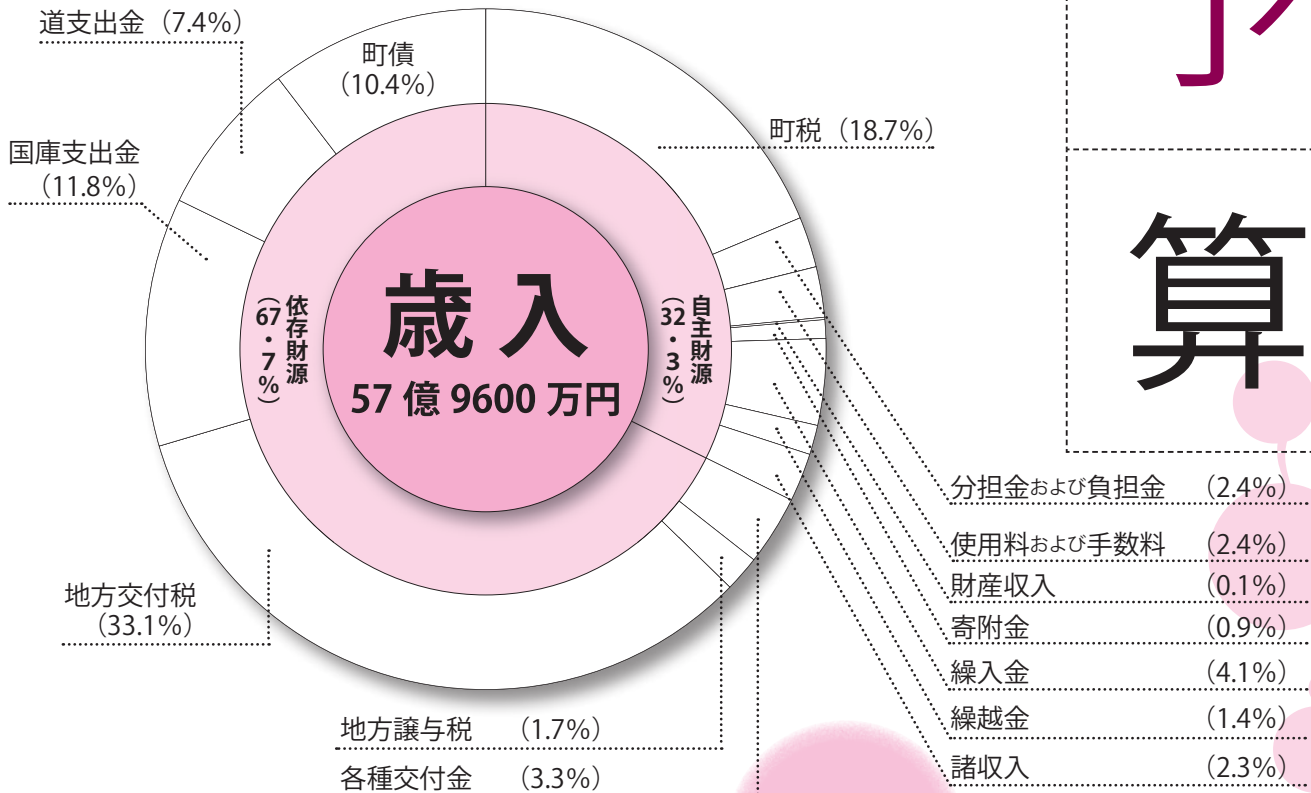 道支出金（7.4%）
町債
（10.4%）
町税（18.7%）
国庫支出金
（11.8%）
歳入
57億9600万円
依存財源
（67・7%）
自主財源
（32・3%）
算
分担金および負担金（2.4%）
使用料および手数料（2.4%）
財産収入（0.1%）
寄附金（0.9%）
繰入金（4.1%）
繰越金（1.4%）
諸収入（2.3%）
地方交付税
（33.1%）
地方譲与税（1.7%）
各種交付金（3.3%）